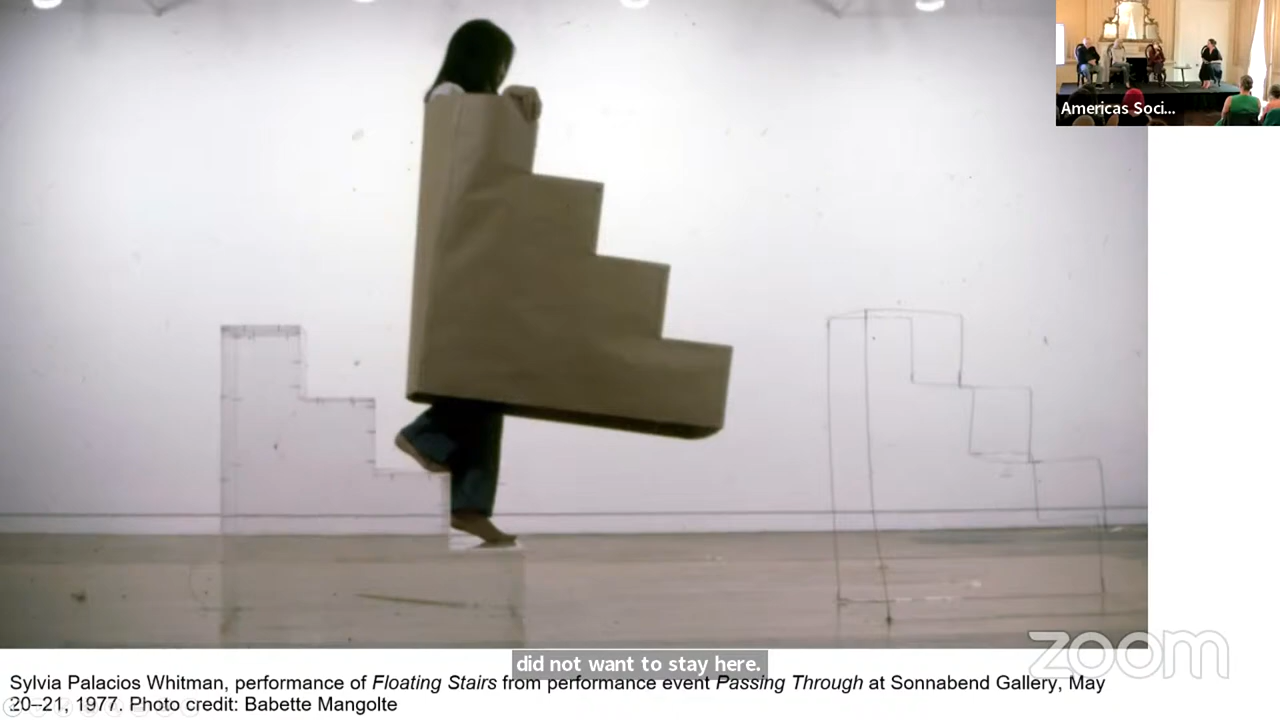 Americas Soci...
did not want to stay here.
zoom
Sylvia Palacios Whitman, performance of Floating Stairs from performance event Passing Through at Sonnabend Gallery, May
20–21, 1977. Photo credit: Babette Mangolte